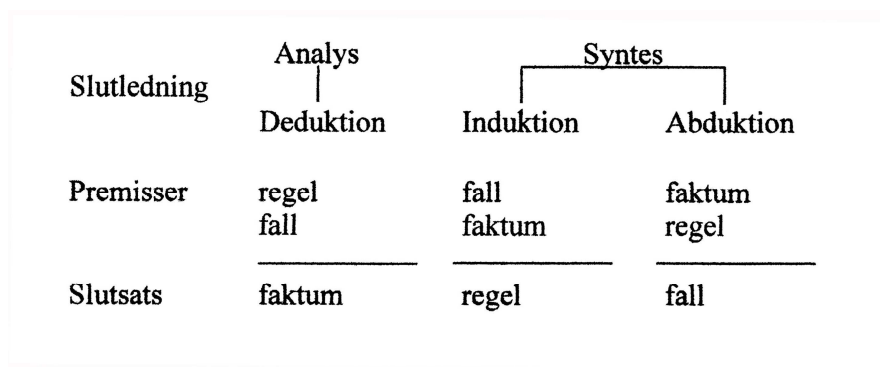 Analys Syntes
Slutledning
Deduktion Induktion Abduktion
Premisser regel fall faktum
fall faktum regel
Slutsats faktum regel fall